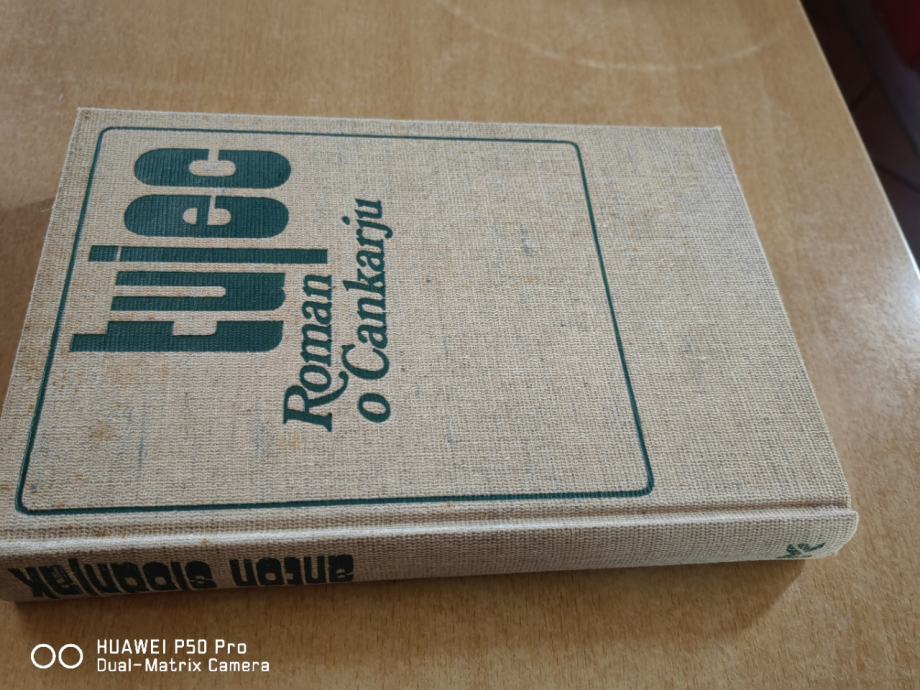 tujec
Roman
o Cankarju
anton slodnjak
HUAWEI P50 Pro
Dual-Matrix Camera